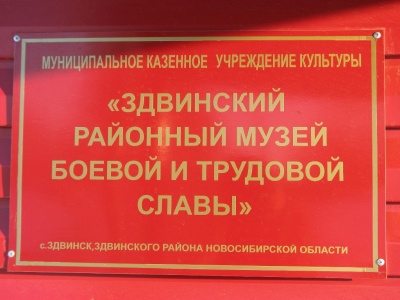 МУНИЦИПАЛЬНОЕ КАЗЕННОЕ УЧРЕЖДЕНИЕ КУЛЬТУРЫ
«ЗДВИНСКИЙ
РАЙОННЫЙ МУЗЕЙ
БОЕВОЙ И ТРУДОВОЙ
СЛАВЫ»
с.ЗДВИНСК,ЗДВИНСКОГО РАЙОНА НОВОСИБИРСКОЙ ОБЛАСТИ